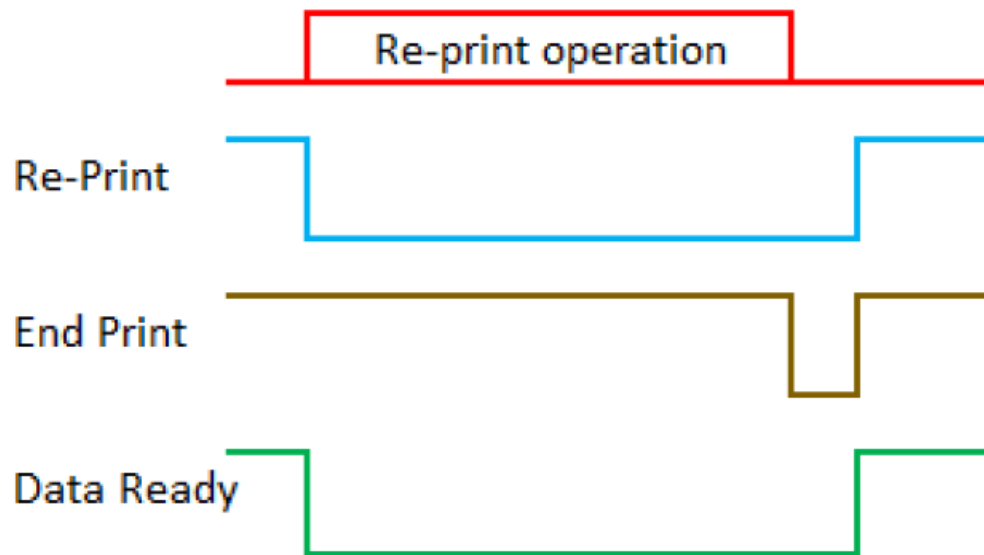 Re-print operation
Re-Print
End Print
Data Ready